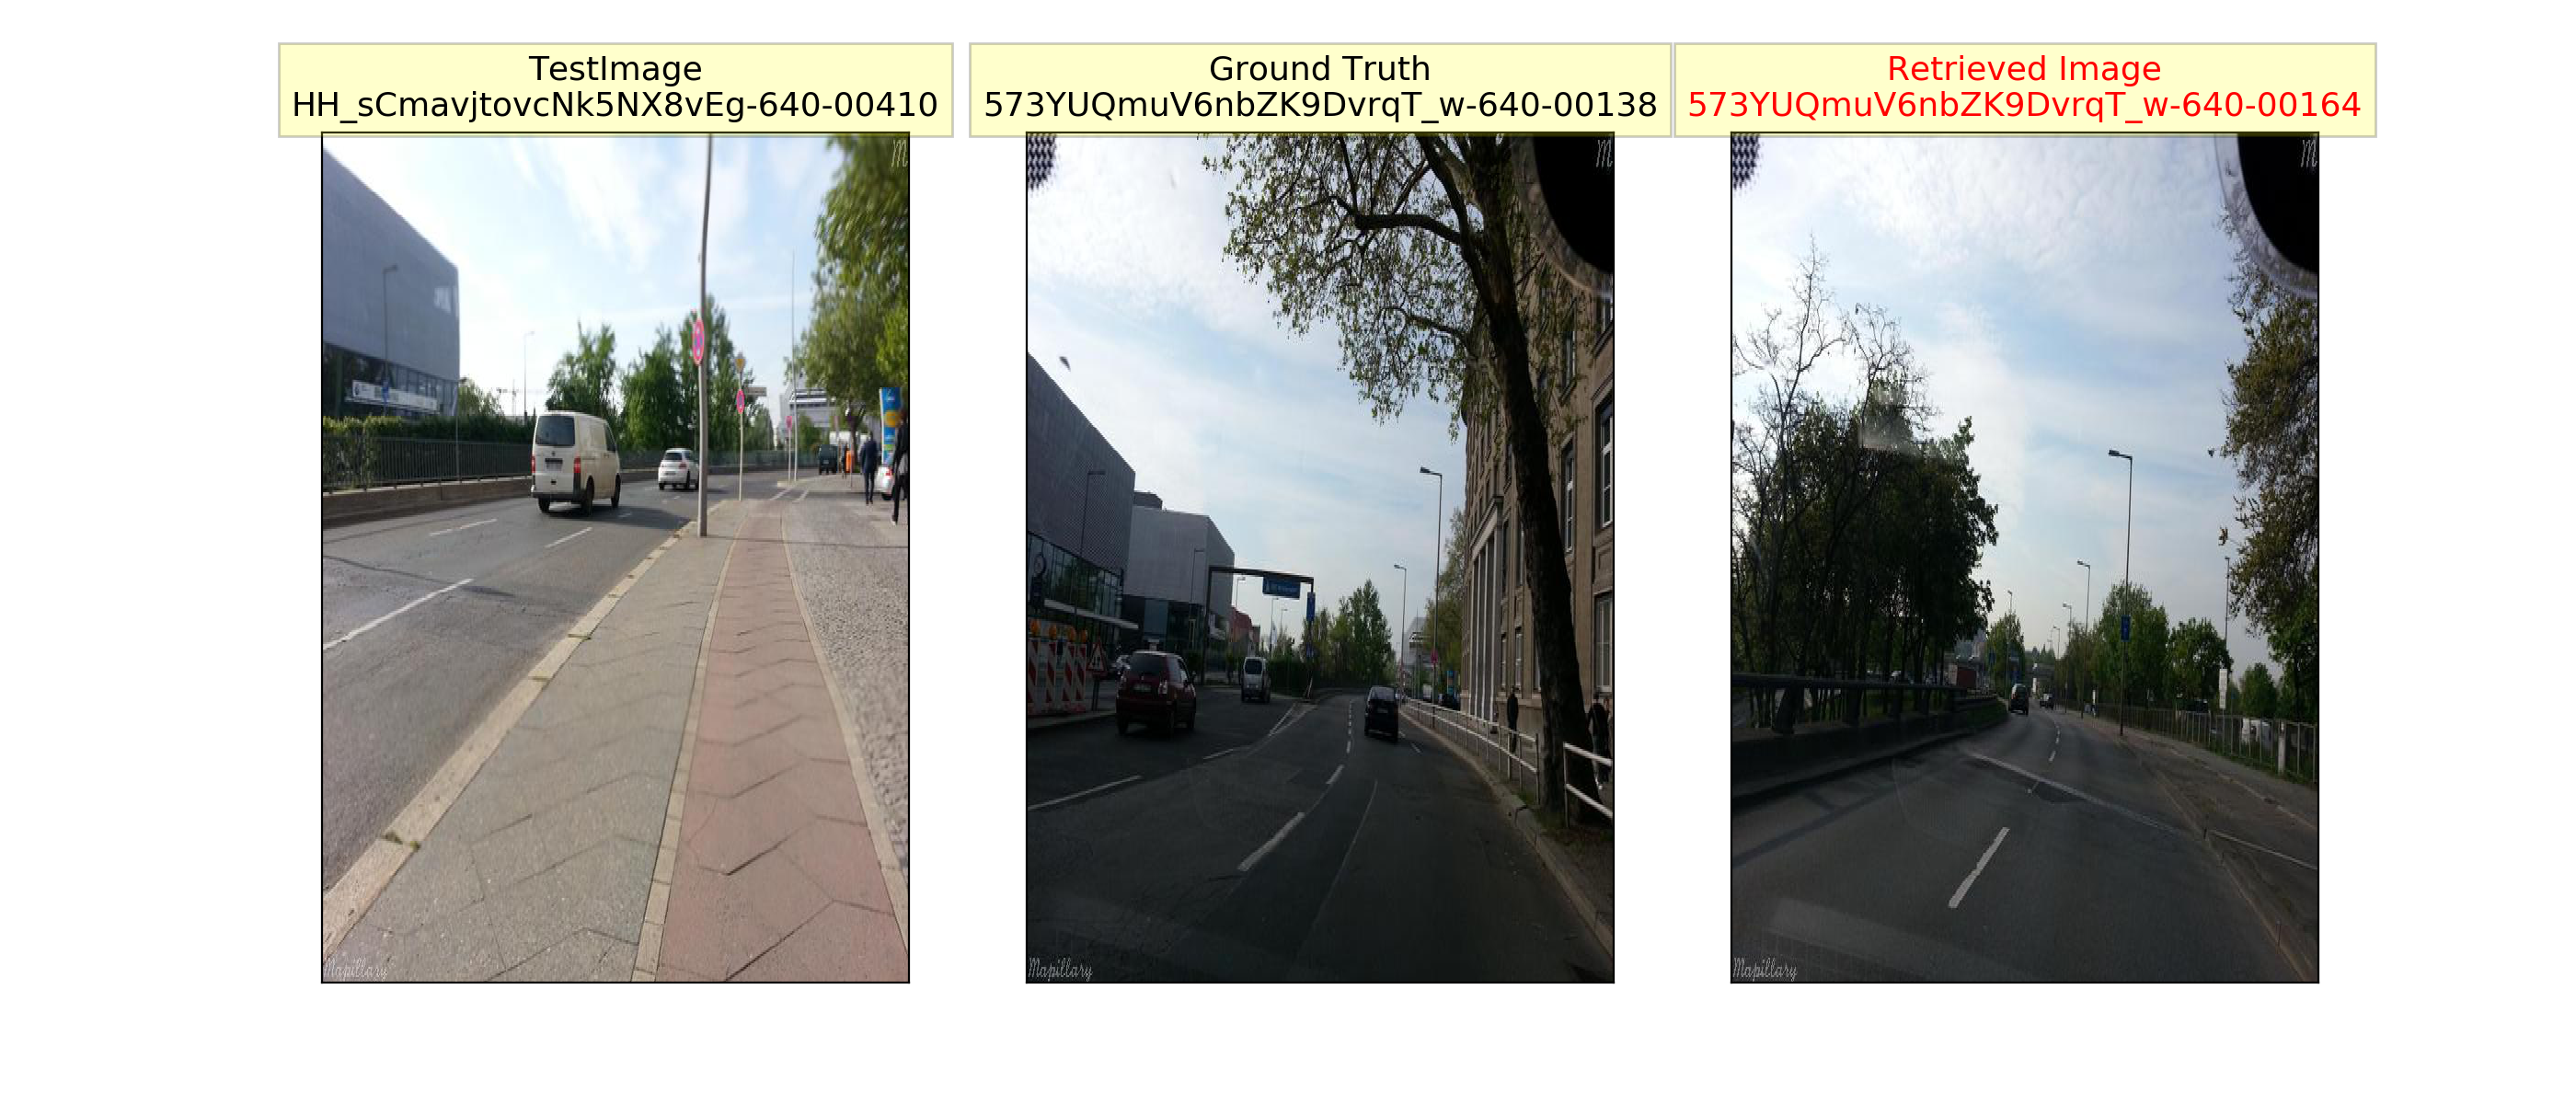 TestImage
HH_sCmavjtovcNk5NX8vEg-640-00410
Ground Truth
573YUQmuV6nbZK9DvrqT_w-640-00138
Retrieved Image
573YUQmuV6nbZK9DvrqT_w-640-00164
M
M
M
Mapillary
Mapillary
Mapillary